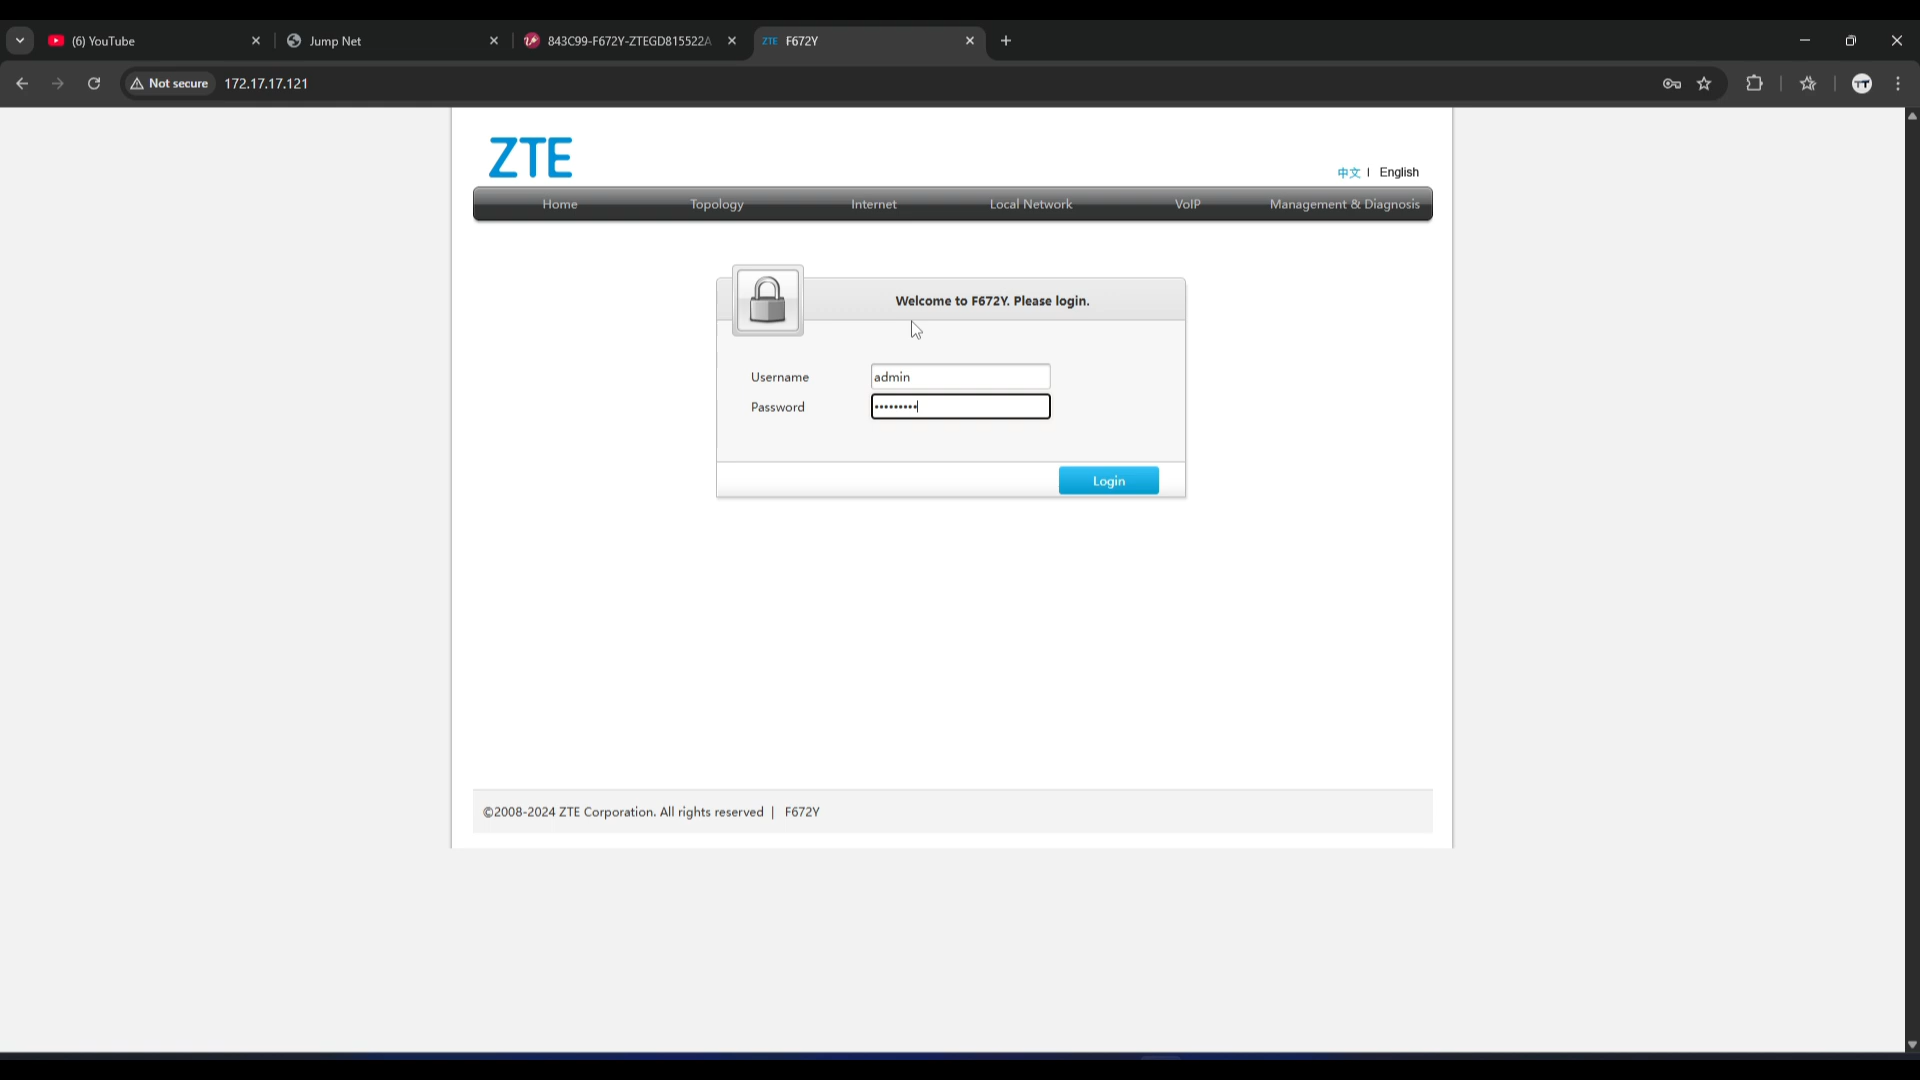 (6) YouTube
Jump Net
843C99-F672Y-ZTEGD815522A
ZTE F672Y
Not secure 172.17.17.121
ZTE
中文 | English
Home Topology Internet Local Network VoIP Management & Diagnosis
Welcome to F672Y. Please login.
Username admin
Password •••••••••
Login
©2008-2024 ZTE Corporation. All rights reserved | F672Y